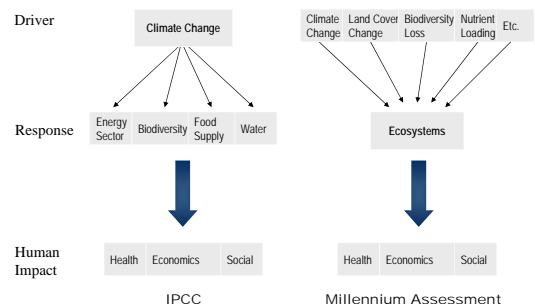 Driver
Climate Change
Climate Change
Land Cover Change
Biodiversity Loss
Nutrient Loading
Etc.
Response
Energy Sector
Biodiversity
Food Supply
Water
Ecosystems
Human Impact
Health
Economics
Social
Health
Economics
Social
IPCC
Millennium Assessment